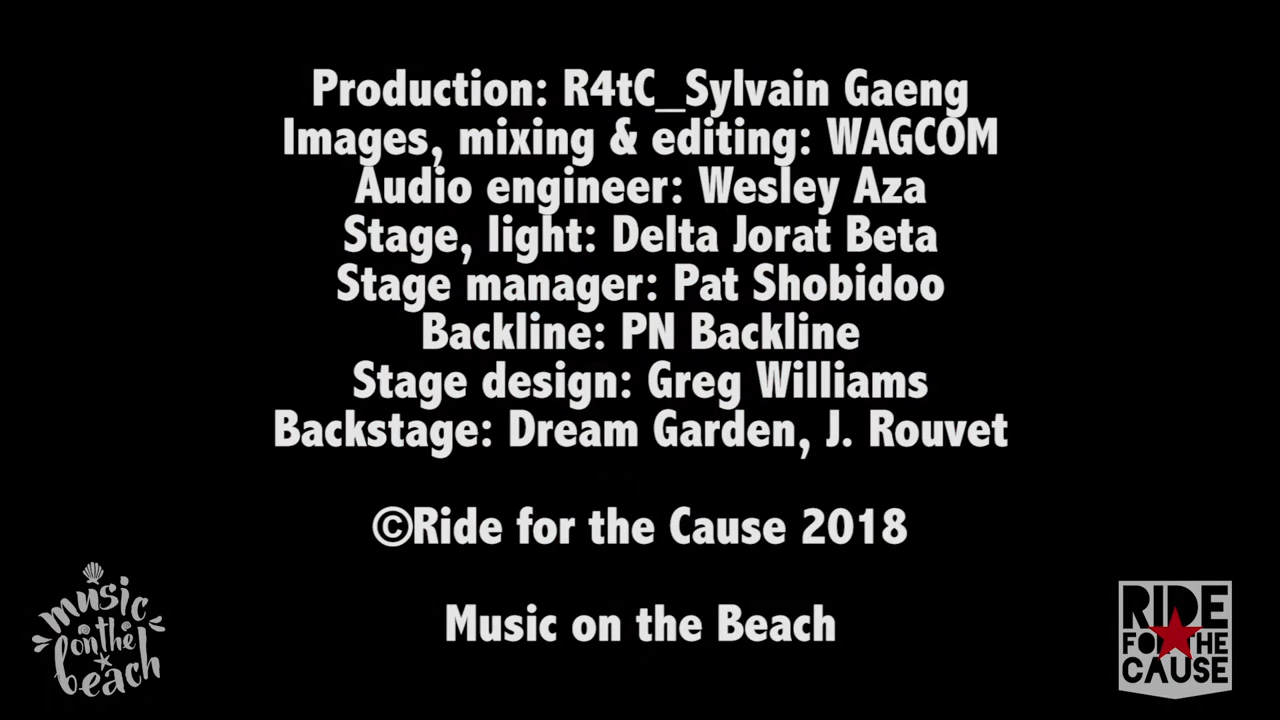 Production: R4tC_Sylvain Gaeng
Images, mixing & editing: WAGCOM
Audio engineer: Wesley Aza
Stage, light: Delta Jorat Beta
Stage manager: Pat Shobidoo
Backline: PN Backline
Stage design: Greg Williams
Backstage: Dream Garden, J. Rouvet
©Ride for the Cause 2018
Music on the Beach
music
on the
beach
RIDE
FOR THE
CAUSE